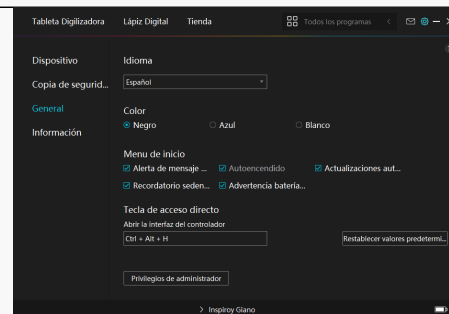 Tableta Digilizadora Lápiz Digital Tienda Todos los programas
Dispositivo
Copia de segurid...
General
Información
Idioma
Español
Color
Negro Azul Blanco
Menu de inicio
Alerta de mensaje ... Autoencendido Actualizaciones aut...
Recordatorio seden... Advertencia batería...
Tecla de acceso directo
Abrir la interfaz del controlador
Ctrl + Alt + H Restabecer valores predetermi...
Privilegios de administrador
Inspiroy Giano